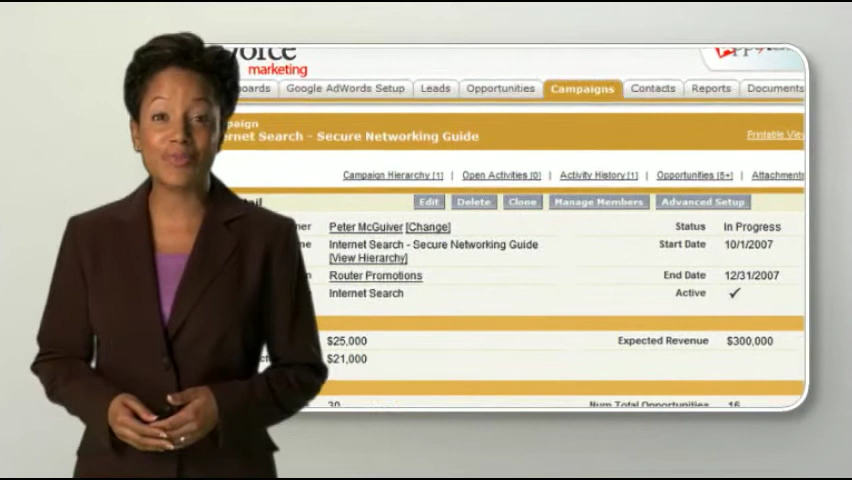 voice
marketing
Google AdWords Setup Leads Opportunities Campaigns Contacts Reports Documents
Search - Secure Networking Guide Printable View
Campaign Hierarchy [1] | Open Activities [0] | Activity History [1] | Opportunities [5+] | Attachments
Edit Delete Clone Manage Members Advanced Setup
Peter McGuiver [Change] Status In Progress
Internet Search - Secure Networking Guide Start Date 10/1/2007
[View Hierarchy]
Router Promotions End Date 12/31/2007
Internet Search Active ✓
$25,000 Expected Revenue $300,000
$21,000
30 Num Total Opportunities 16